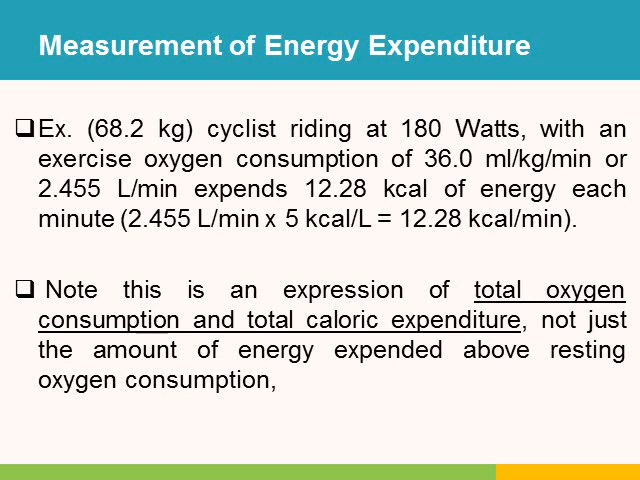 Measurement of Energy Expenditure
❑Ex. (68.2 kg) cyclist riding at 180 Watts, with an
exercise oxygen consumption of 36.0 ml/kg/min or
2.455 L/min expends 12.28 kcal of energy each
minute (2.455 L/min x 5 kcal/L = 12.28 kcal/min).
❑ Note this is an expression of total oxygen
consumption and total caloric expenditure, not just
the amount of energy expended above resting
oxygen consumption,